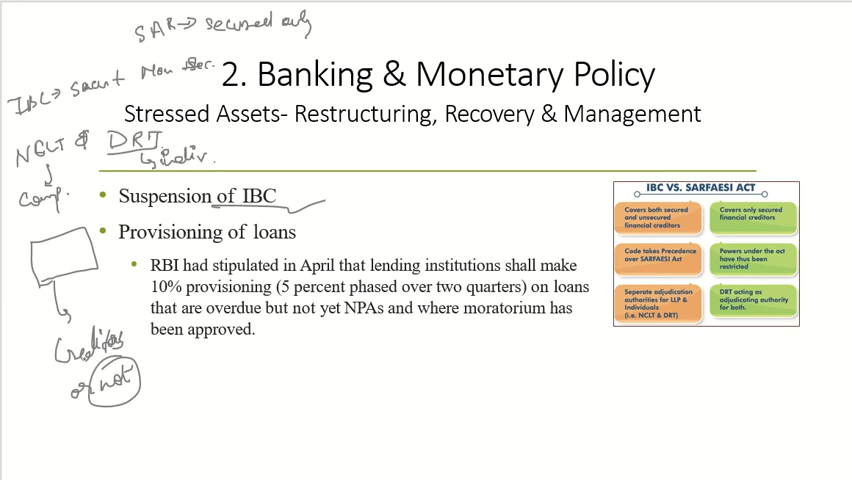 SAR → secured only
IBC → Secut Non Sec.
2. Banking & Monetary Policy
Stressed Assets- Restructuring, Recovery & Management
NCLT & DRT
↳ indiv.
↓
Comp.
• Suspension of IBC
• Provisioning of loans
• RBI had stipulated in April that lending institutions shall make
10% provisioning (5 percent phased over two quarters) on loans
that are overdue but not yet NPAs and where moratorium has
been approved.
Creditors
or not
IBC VS. SARFAESI ACT
Covers both secured
and unsecured
financial creditors
Covers only secured
financial creditors
Code takes Precedence
over SARFAESI Act
Powers under the act
have thus been
restricted
Seperate adjudication
authorities for LLP &
Individuals
(i.e. NCLT & DRT)
DRT acting as
adjudicating authority
for both.